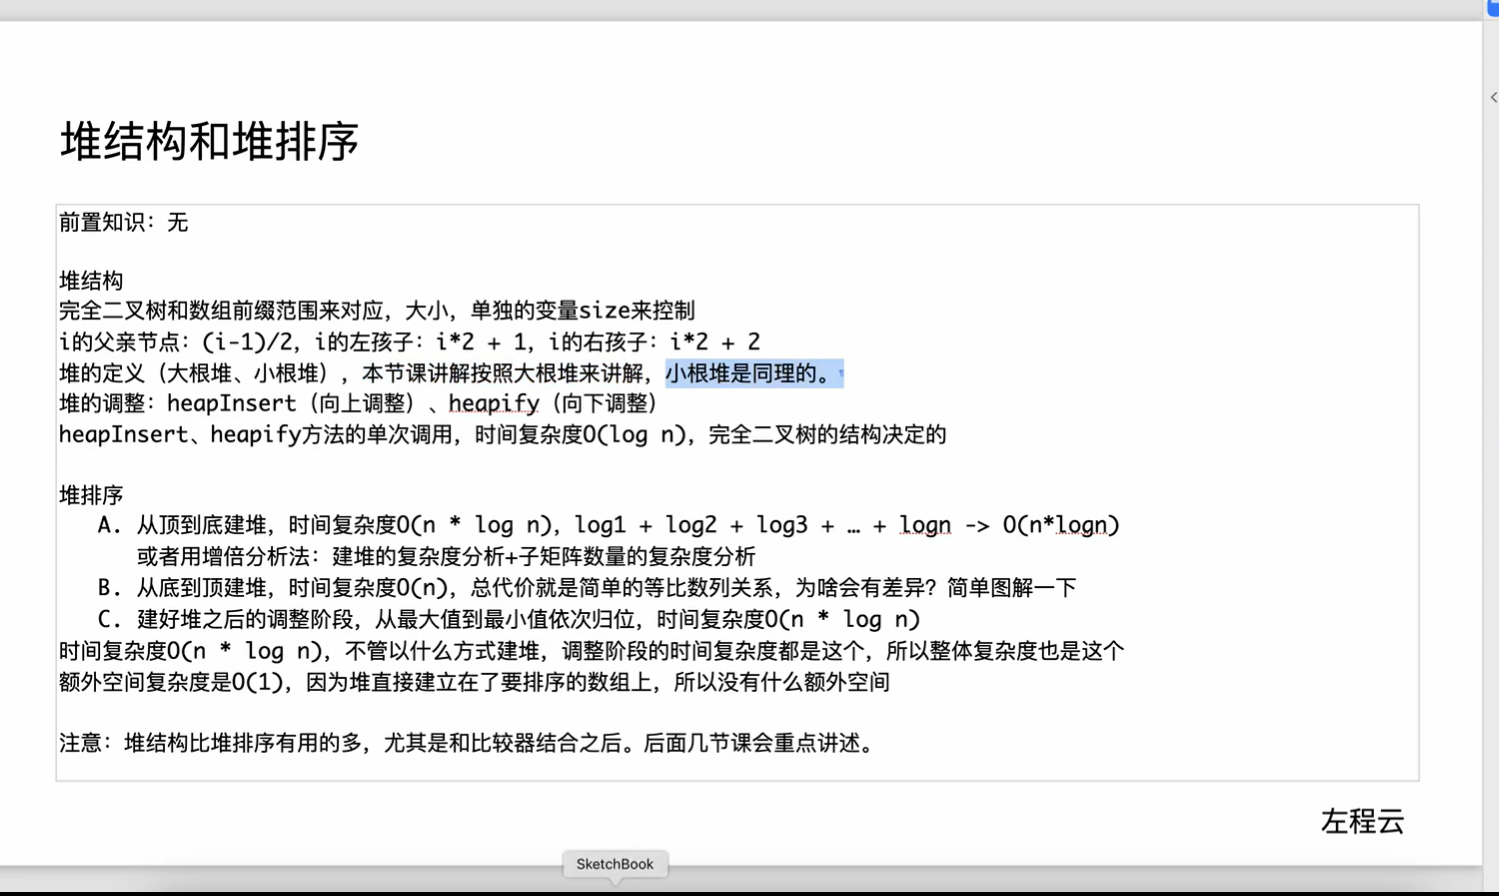 堆结构和堆排序
前置知识：无
堆结构
完全二叉树和数组前缀范围来对应，大小，单独的变量size来控制
i的父亲节点：(i-1)/2，i的左孩子：i*2 + 1，i的右孩子：i*2 + 2
堆的定义（大根堆、小根堆），本节课讲解按照大根堆来讲解，小根堆是同理的。
堆的调整：heapInsert（向上调整）、heapify（向下调整）
heapInsert、heapify方法的单次调用，时间复杂度O(log n)，完全二叉树的结构决定的
堆排序
A. 从顶到底建堆，时间复杂度O(n * log n)，log1 + log2 + log3 + … + logn -> O(n*logn)
或者用增倍分析法：建堆的复杂度分析+子矩阵数量的复杂度分析
B. 从底到顶建堆，时间复杂度O(n)，总代价就是简单的等比数列关系，为啥会有差异？简单图解一下
C. 建好堆之后的调整阶段，从最大值到最小值依次归位，时间复杂度O(n * log n)
时间复杂度O(n * log n)，不管以什么方式建堆，调整阶段的时间复杂度都是这个，所以整体复杂度也是这个
额外空间复杂度是O(1)，因为堆直接建立在了要排序的数组上，所以没有什么额外空间
注意：堆结构比堆排序有用的多，尤其是和比较器结合之后。后面几节课会重点讲述。
左程云
SketchBook